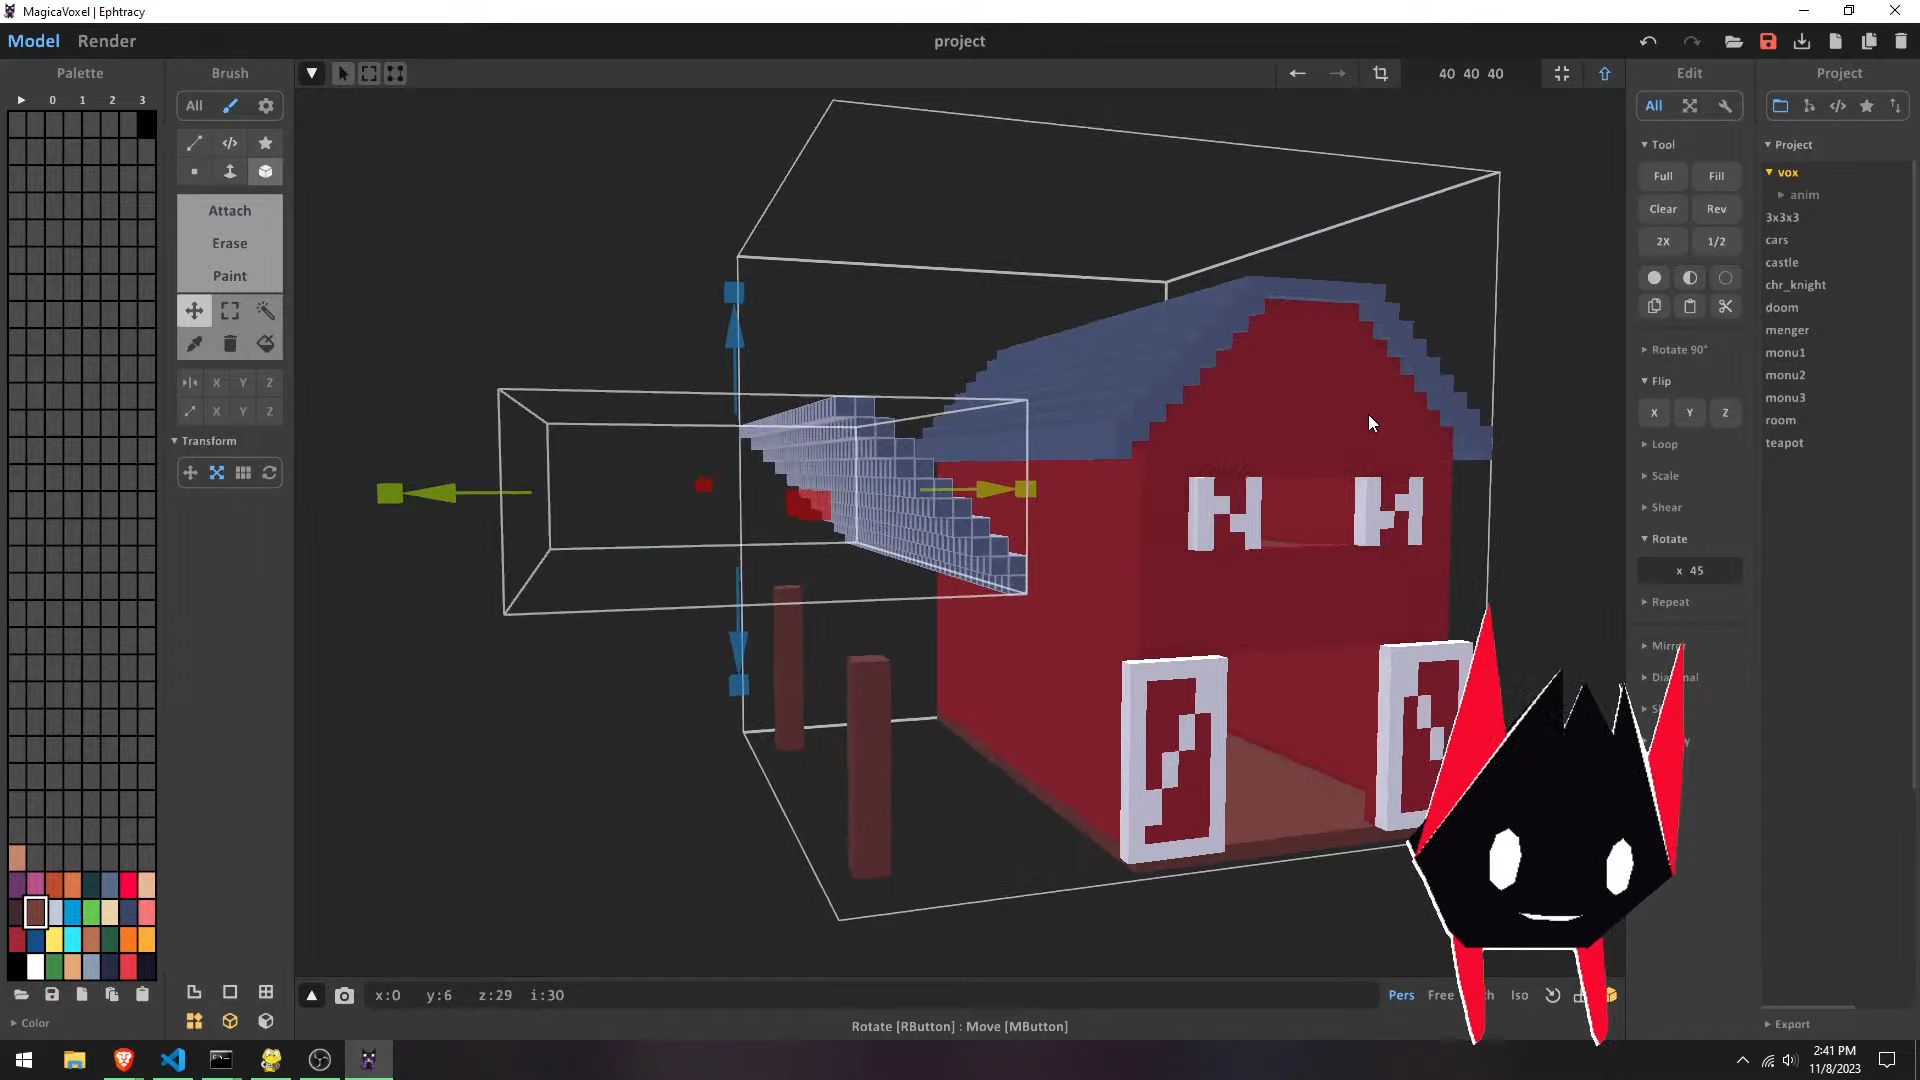 MagicaVoxel | Ephtracy
Model
Render
project
Palette
Brush
40 40 40
Edit
Project
0 1 2 3
All
All
Tool
Project
Full
Fill
vox
anim
Attach
Clear
Rev
3x3x3
Erase
2X
1/2
cars
Paint
castle
chr_knight
doom
menger
Rotate 90°
monu1
X Y Z
Flip
monu2
X Y Z
X Y Z
monu3
Transform
Loop
room
teapot
Scale
Shear
Rotate
x 45
Repeat
x:0 y:6 z:29 i:30
Pers
Free
Iso
Color
Rotate [RButton] : Move [MButton]
Export
2:41 PM
11/8/2023